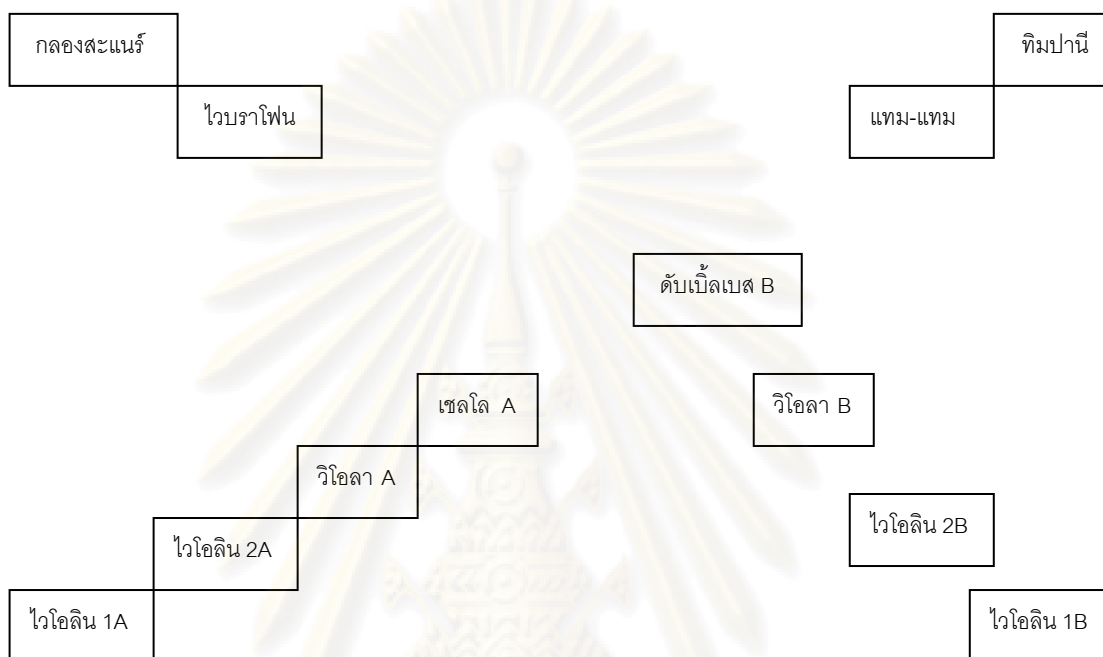 กลองสะแนร์
ทิมปานี
ไวบราโฟน
แทม-แทม
ดับเบิ้ลเบส B
เชลโล A
วิโอลา B
วิโอลา A
ไวโอลิน 2B
ไวโอลิน 2A
ไวโอลิน 1A
ไวโอลิน 1B